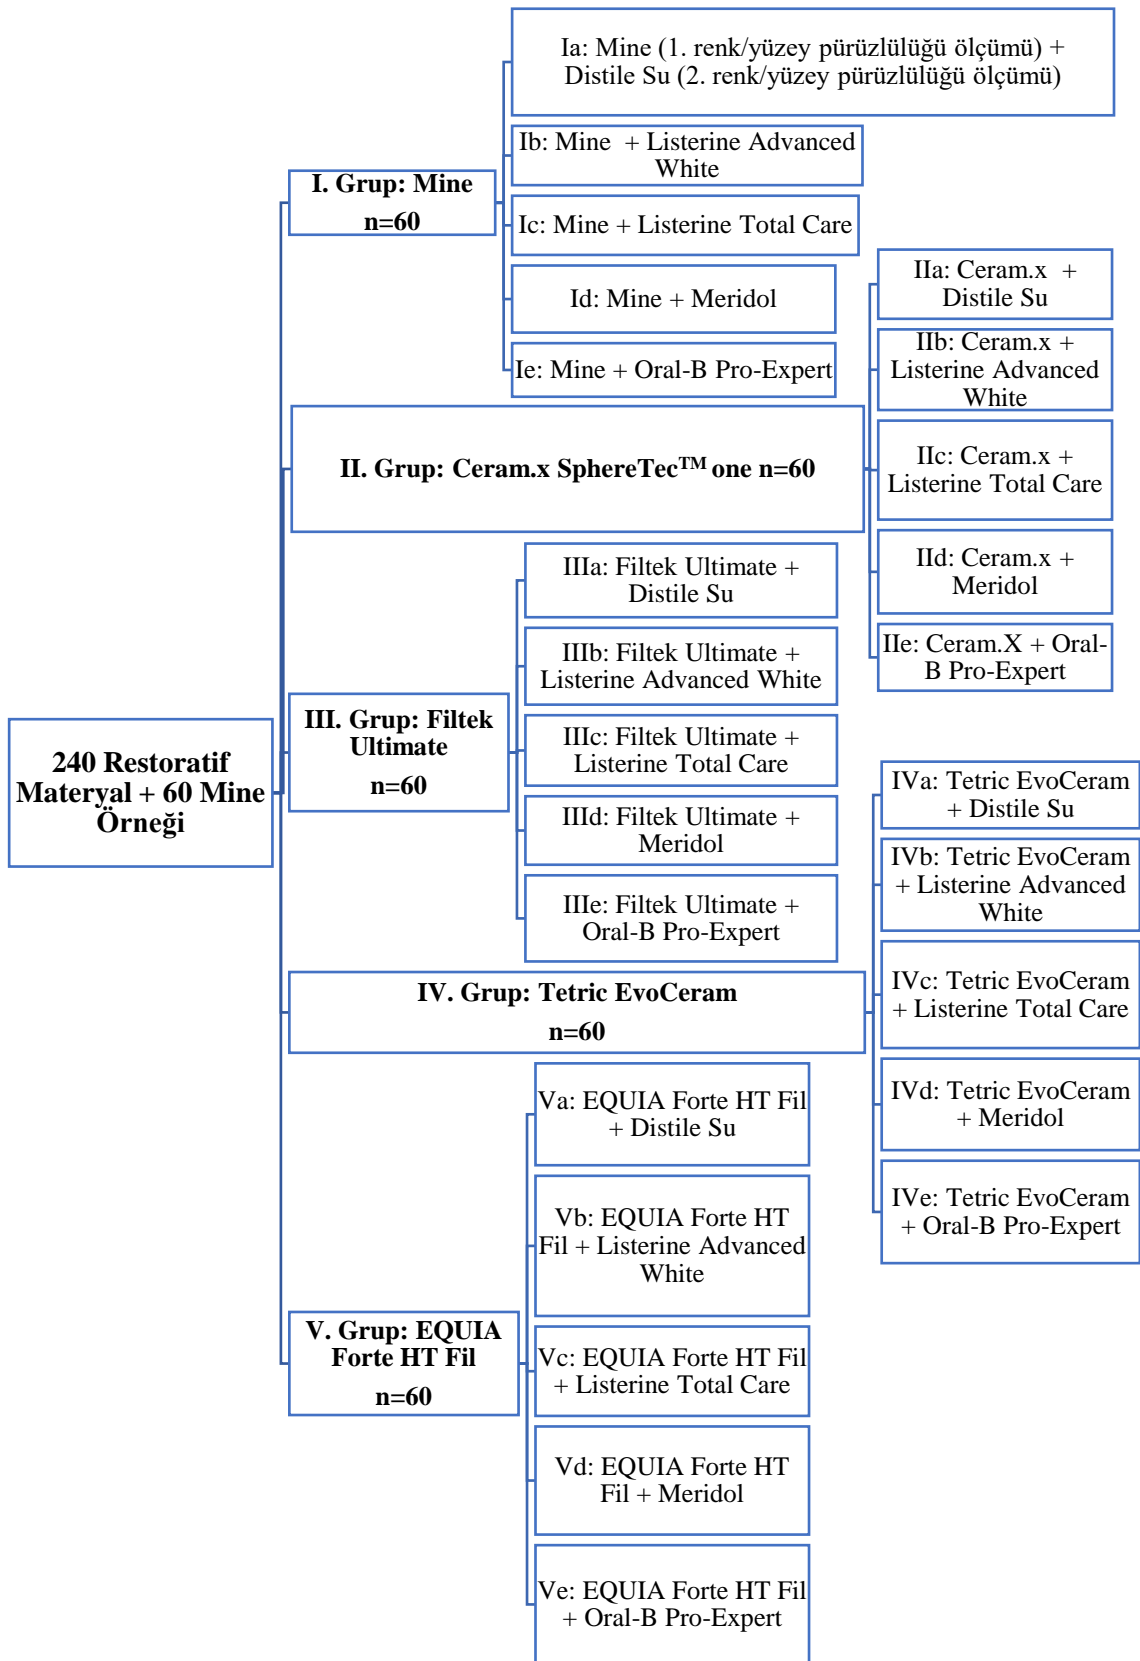 240 Restoratif
Materyal + 60 Mine
Örneği
I. Grup: Mine
n=60
Ia: Mine (1. renk/yüzey pürüzlülüğü ölçümü) +
Distile Su (2. renk/yüzey pürüzlülüğü ölçümü)
Ib: Mine + Listerine Advanced
White
Ic: Mine + Listerine Total Care
Id: Mine + Meridol
Ie: Mine + Oral-B Pro-Expert
II. Grup: Ceram.x SphereTec™ one n=60
IIa: Ceram.x +
Distile Su
IIb: Ceram.x +
Listerine Advanced
White
IIc: Ceram.x +
Listerine Total Care
IId: Ceram.x +
Meridol
IIe: Ceram.X + Oral-
B Pro-Expert
III. Grup: Filtek
Ultimate
n=60
IIIa: Filtek Ultimate +
Distile Su
IIIb: Filtek Ultimate +
Listerine Advanced White
IIIc: Filtek Ultimate +
Listerine Total Care
IIId: Filtek Ultimate +
Meridol
IIIe: Filtek Ultimate +
Oral-B Pro-Expert
IV. Grup: Tetric EvoCeram
n=60
IVa: Tetric EvoCeram
+ Distile Su
IVb: Tetric EvoCeram
+ Listerine Advanced
White
IVc: Tetric EvoCeram
+ Listerine Total Care
IVd: Tetric EvoCeram
+ Meridol
IVe: Tetric EvoCeram
+ Oral-B Pro-Expert
V. Grup: EQUIA
Forte HT Fil
n=60
Va: EQUIA Forte HT Fil
+ Distile Su
Vb: EQUIA Forte HT
Fil + Listerine Advanced
White
Vc: EQUIA Forte HT Fil
+ Listerine Total Care
Vd: EQUIA Forte HT
Fil + Meridol
Ve: EQUIA Forte HT Fil
+ Oral-B Pro-Expert